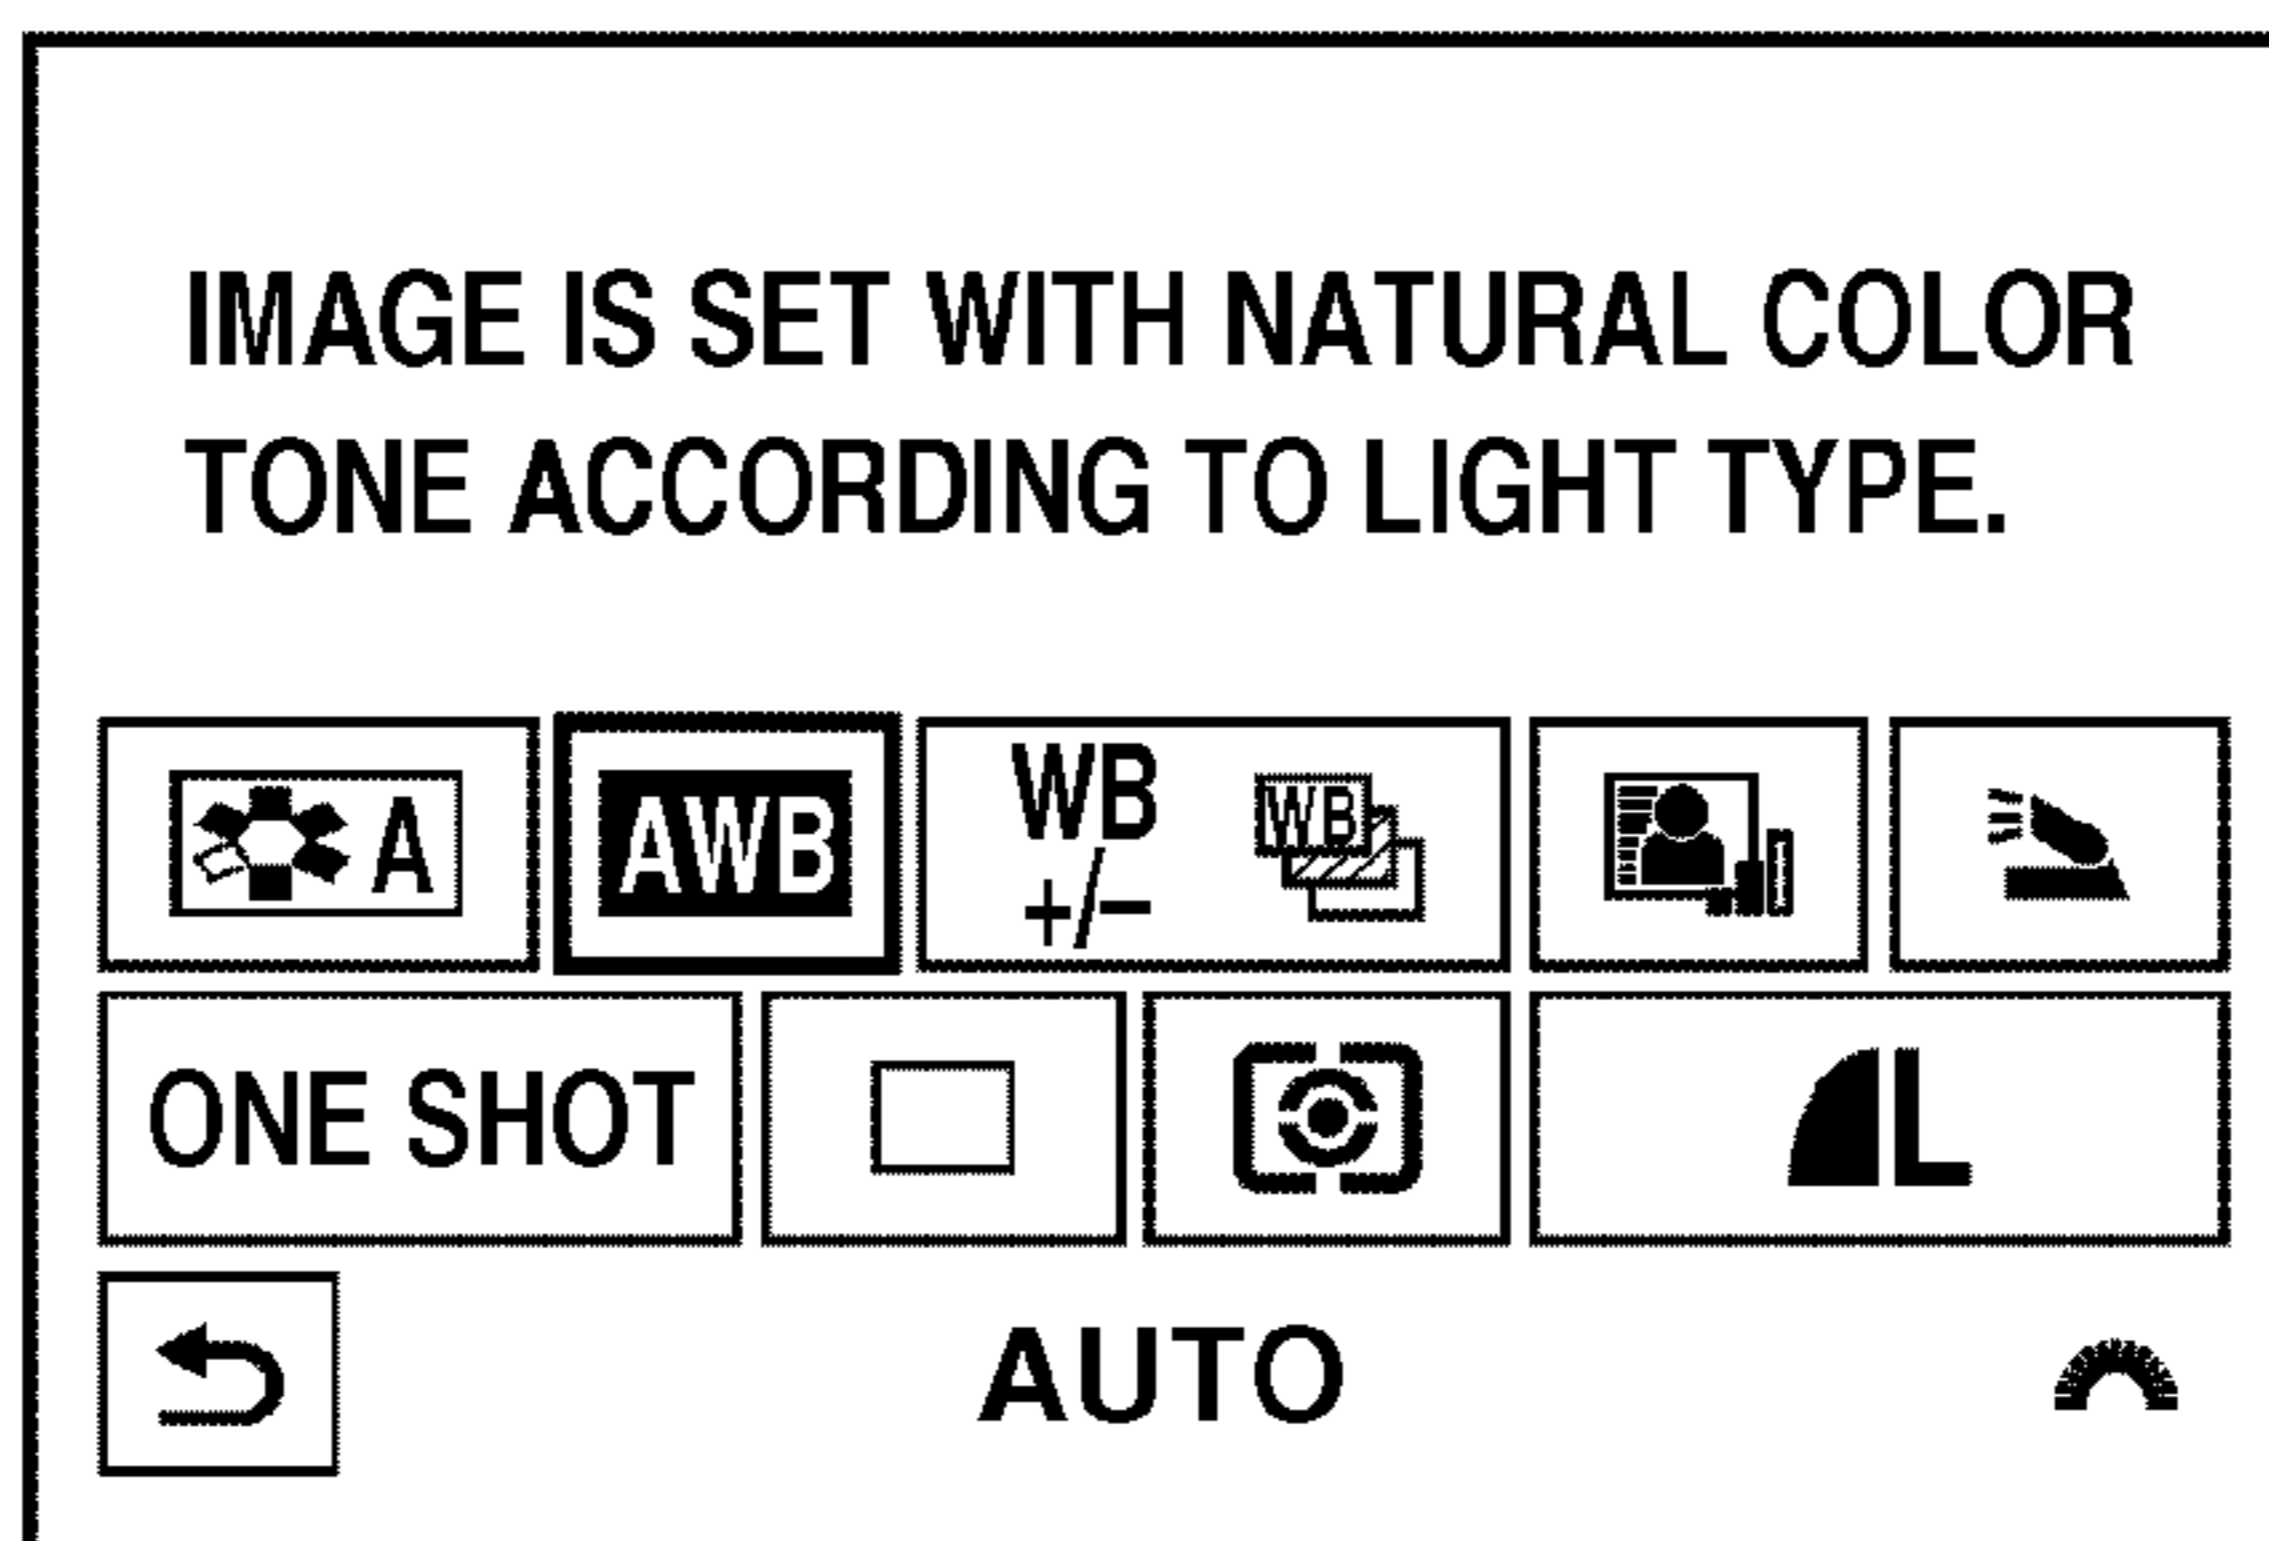 IMAGE IS SET WITH NATURAL COLOR
TONE ACCORDING TO LIGHT TYPE.
A AWB WB +/- WB
ONE SHOT L
AUTO